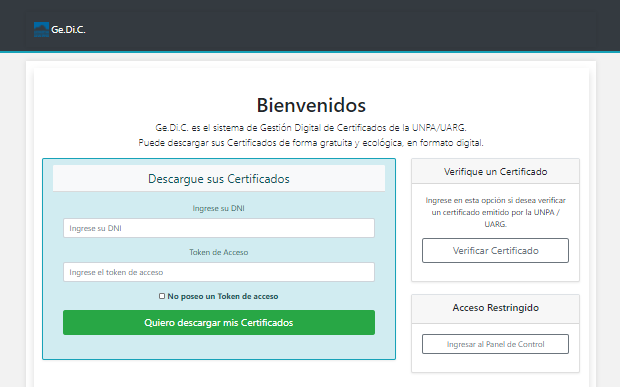 Ge.Di.C.
Bienvenidos
Ge.Di.C. es el sistema de Gestión Digital de Certificados de la UNPA/UARG.
Puede descargar sus Certificados de forma gratuita y ecológica, en formato digital.
Descargue sus Certificados
Ingrese su DNI
Ingrese su DNI
Token de Acceso
Ingrese el token de acceso
No poseo un Token de acceso
Quiero descargar mis Certificados
Verifique un Certificado
Ingrese en esta opción si desea verificar
un certificado emitido por la UNPA /
UARG.
Verificar Certificado
Acceso Restringido
Ingresar al Panel de Control